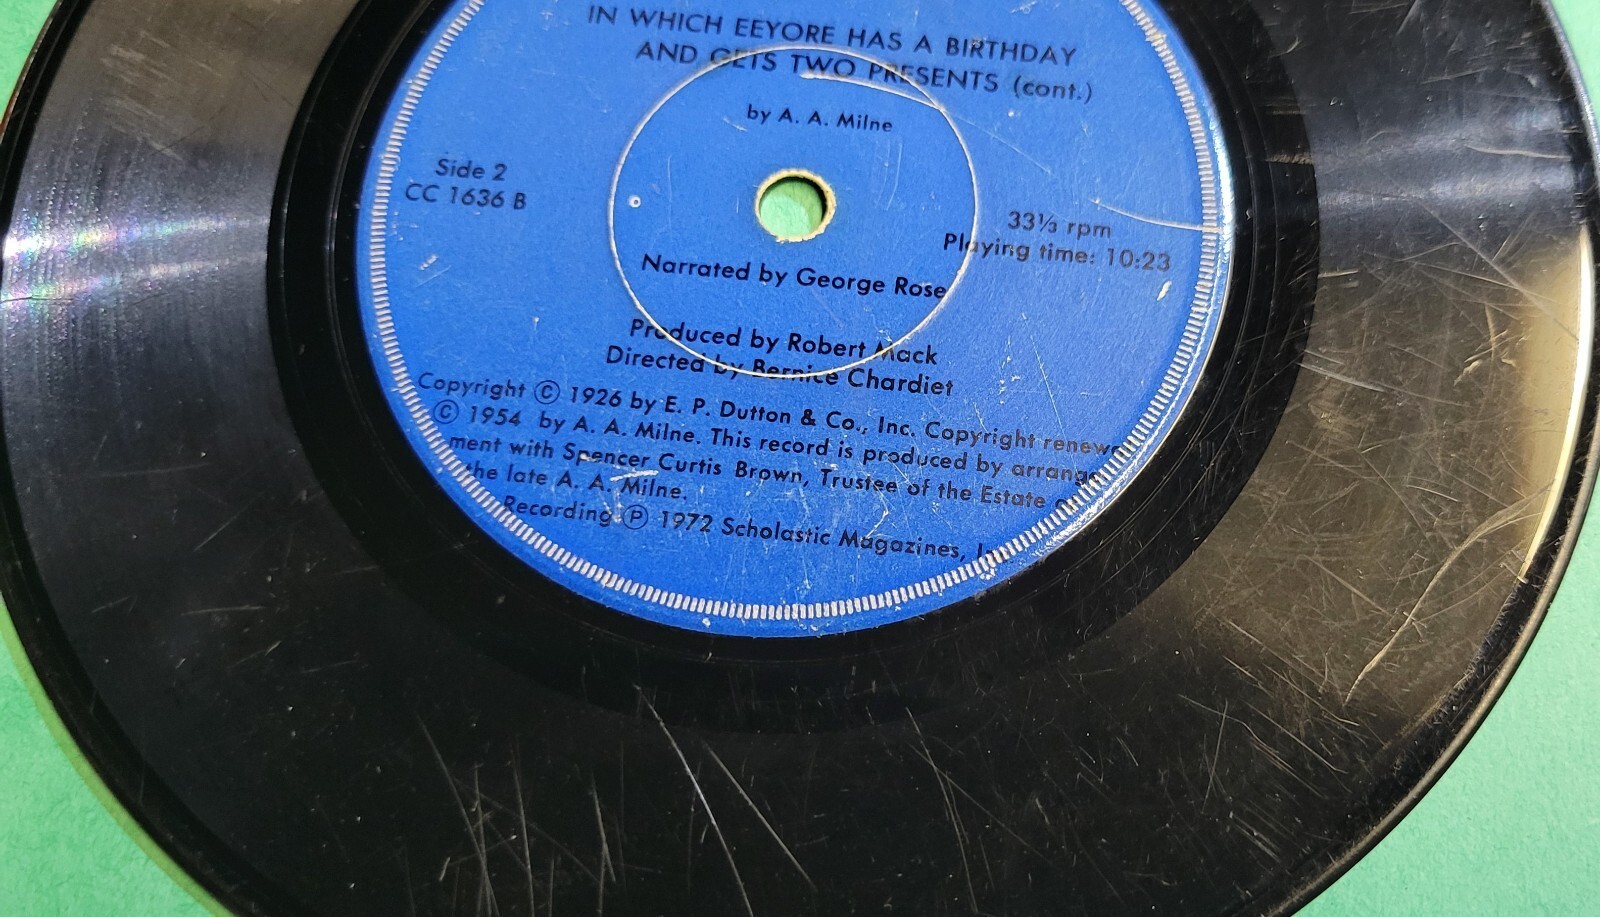 IN WHICH EEYORE HAS A BIRTHDAY
AND GETS TWO PRESENTS (cont.)
by A. A. Milne
Side 2
CC 1636 B
33⅓ rpm
Playing time: 10:23
Narrated by George Rose
Produced by Robert Mack
Directed by Bernice Chardiet
Copyright © 1926 by E. P. Dutton & Co., Inc. Copyright renewed
© 1954 by A. A. Milne. This record is produced by arrange-
ment with Spencer Curtis Brown, Trustee of the Estate of
the late A. A. Milne.
Recording ℗ 1972 Scholastic Magazines,